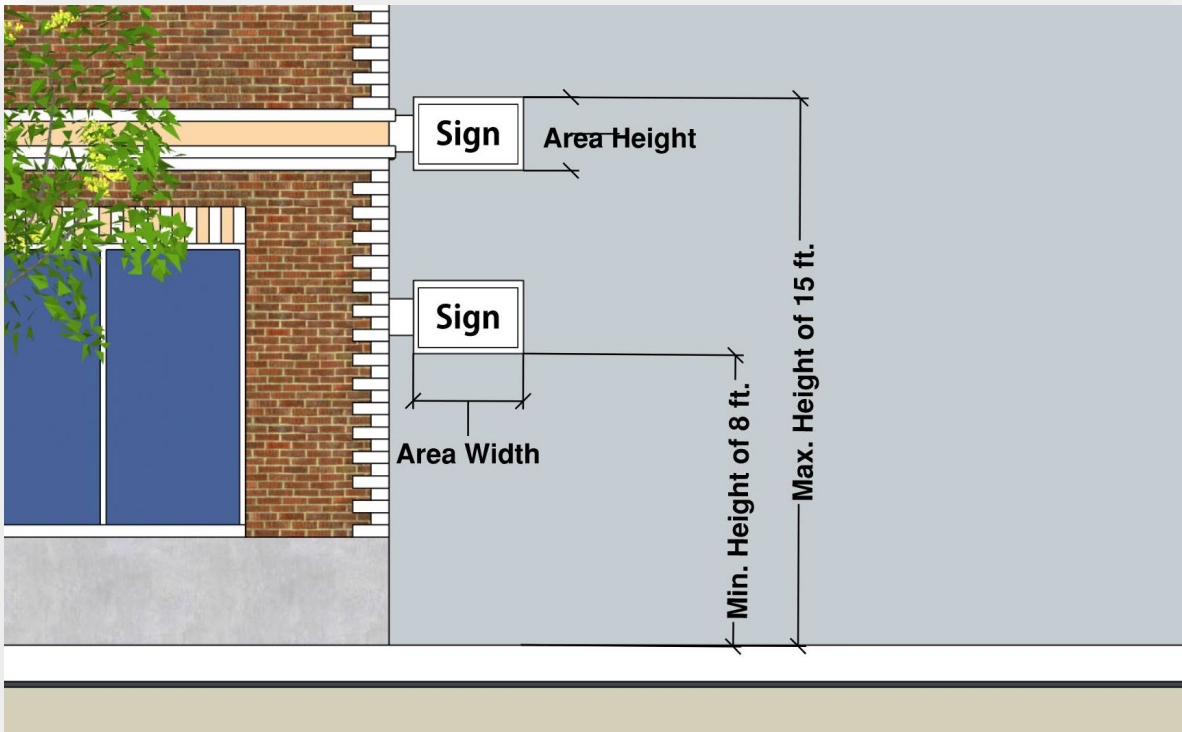 Sign
Area Height
Sign
Area Width
Min. Height of 8 ft.
Max. Height of 15 ft.